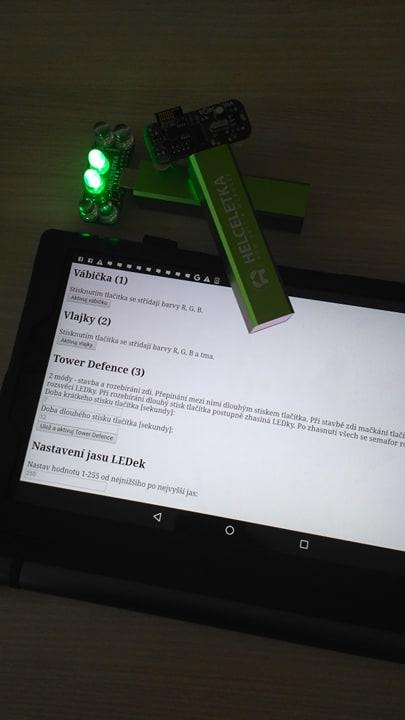 HELCELETKA
Vábička (1)
Stisknutím tlačítka se střídají barvy R, G, B.
Aktivuj vábičku
Vlajky (2)
Stisknutím tlačítka se střídají barvy R, G, B a tma.
Aktivuj vlajky
Tower Defence (3)
2 módy - stavba a rozebírání zdi. Přepínání mezi nimi dlouhým stiskem tlačítka. Při stavbě zdi mačkání tlačí
rozsvěcí LEDky. Při rozebírání dlouhý stisk tlačítka postupně zhasíná LEDky. Po zhasnutí všech se semafor
Doba krátkého stisku tlačítka [sekundy]:
Doba dlouhého stisku tlačítka [sekundy]:
12
Ulož a aktivuj Tower Defence
Nastavení jasu LEDek
Nastav hodnotu 1-255 od nejnižšího po nejvyšší jas: